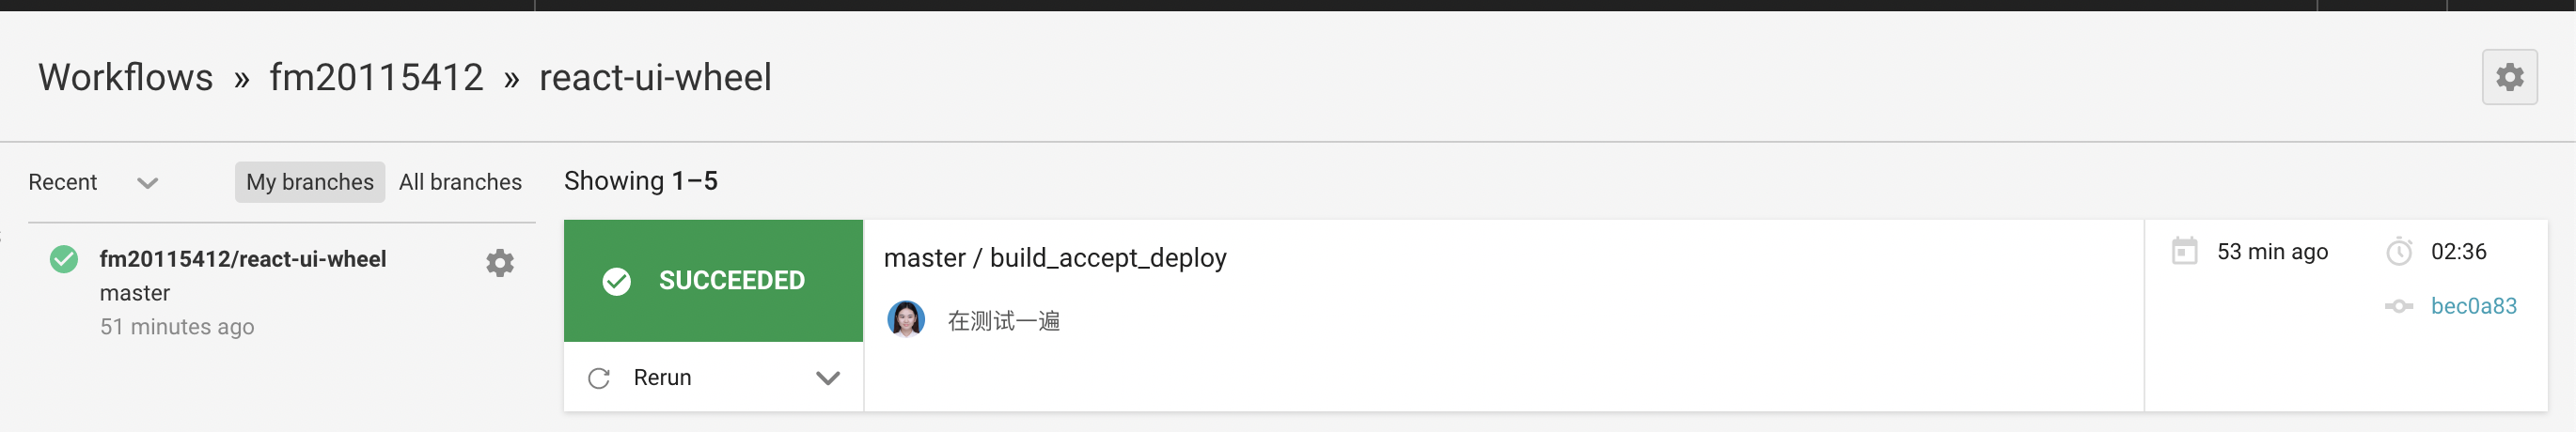 Workflows » fm20115412 » react-ui-wheel
Recent
My branches
All branches
fm20115412/react-ui-wheel
master
51 minutes ago
Showing 1–5
SUCCEEDED
Rerun
master / build_accept_deploy
在测试一遍
53 min ago
02:36
bec0a83